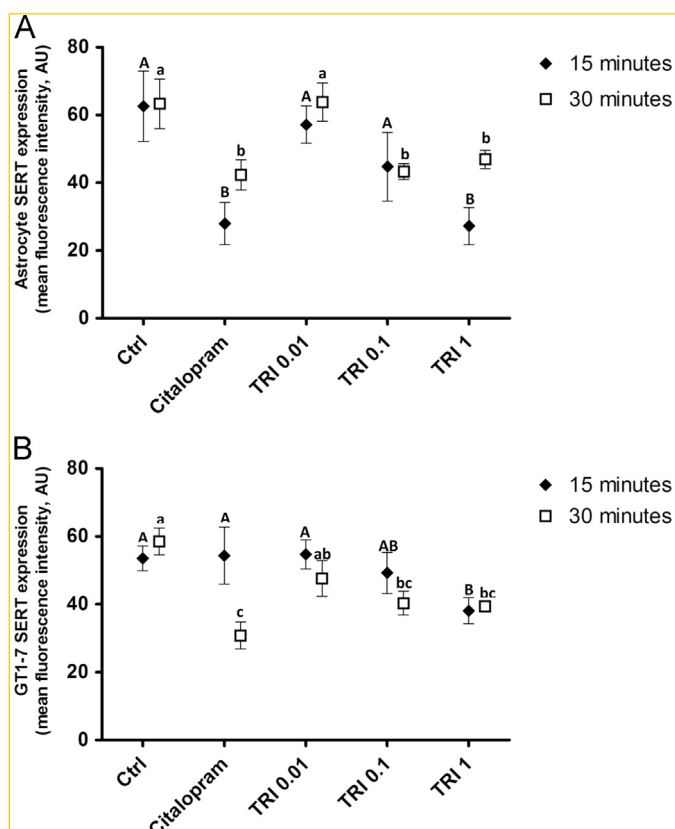 A
Astrocyte SERT expression
(mean fluorescence intensity, AU)
80
60
40
20
0
A
a
B
b
A
a
A
b
B
b
15 minutes
30 minutes
Ctrl
Citalopram
TRI 0.01
TRI 0.1
TRI 1
B
GT1-7 SERT expression
(mean fluorescence intensity, AU)
80
60
40
20
0
A
a
A
c
A
ab
AB
bc
B
bc
15 minutes
30 minutes
Ctrl
Citalopram
TRI 0.01
TRI 0.1
TRI 1